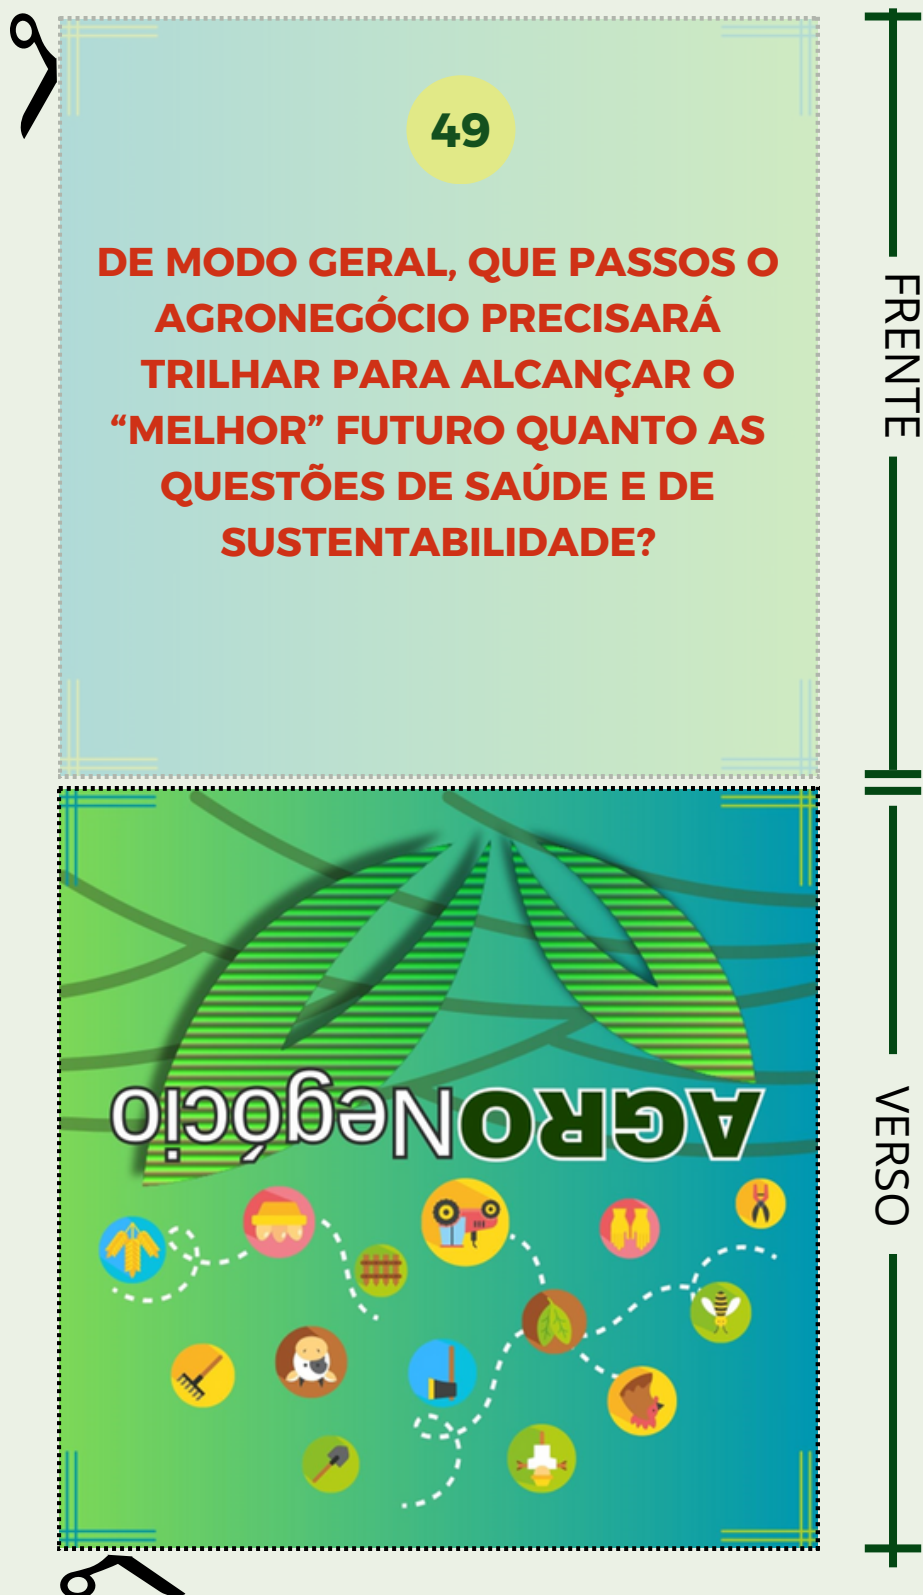 49
DE MODO GERAL, QUE PASSOS O
AGRONEGÓCIO PRECISARÁ
TRILHAR PARA ALCANÇAR O
“MELHOR” FUTURO QUANTO AS
QUESTÕES DE SAÚDE E DE
SUSTENTABILIDADE?
FRENTE
AGRONegócio
VERSO